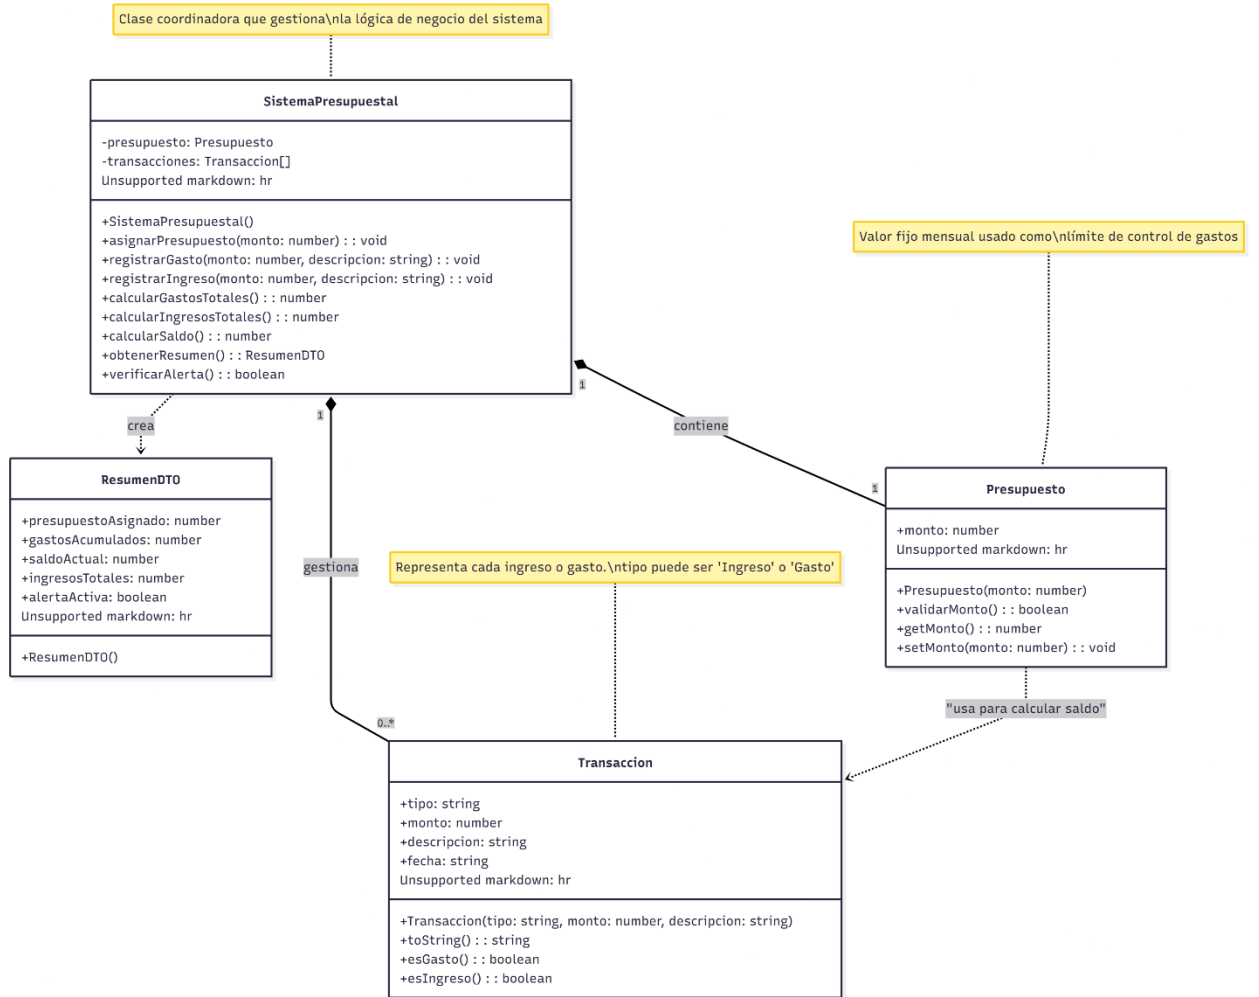 Clase coordinadora que gestiona\nla lógica de negocio del sistema
SistemaPresupuestal
-presupuesto: Presupuesto
-transacciones: Transaccion[]
Unsupported markdown: hr
+SistemaPresupuestal()
+asignarPresupuesto(monto: number) : : void
+registrarGasto(monto: number, descripcion: string) : : void
+registrarIngreso(monto: number, descripcion: string) : : void
+calcularGastosTotales() : : number
+calcularIngresosTotales() : : number
+calcularSaldo() : : number
+obtenerResumen() : : ResumenDTO
+verificarAlerta() : : boolean
Valor fijo mensual usado como\nlímite de control de gastos
1
1
crea
contiene
ResumenDTO
+presupuestoAsignado: number
+gastosAcumulados: number
+saldoActual: number
+ingresosTotales: number
+alertaActiva: boolean
Unsupported markdown: hr
+ResumenDTO()
1
Presupuesto
+monto: number
Unsupported markdown: hr
+Presupuesto(monto: number)
+validarMonto() : : boolean
+getMonto() : : number
+setMonto(monto: number) : : void
gestiona
Representa cada ingreso o gasto.\ntipo puede ser 'Ingreso' o 'Gasto'
"usa para calcular saldo"
0..*
Transaccion
+tipo: string
+monto: number
+descripcion: string
+fecha: string
Unsupported markdown: hr
+Transaccion(tipo: string, monto: number, descripcion: string)
+toString() : : string
+esGasto() : : boolean
+esIngreso() : : boolean